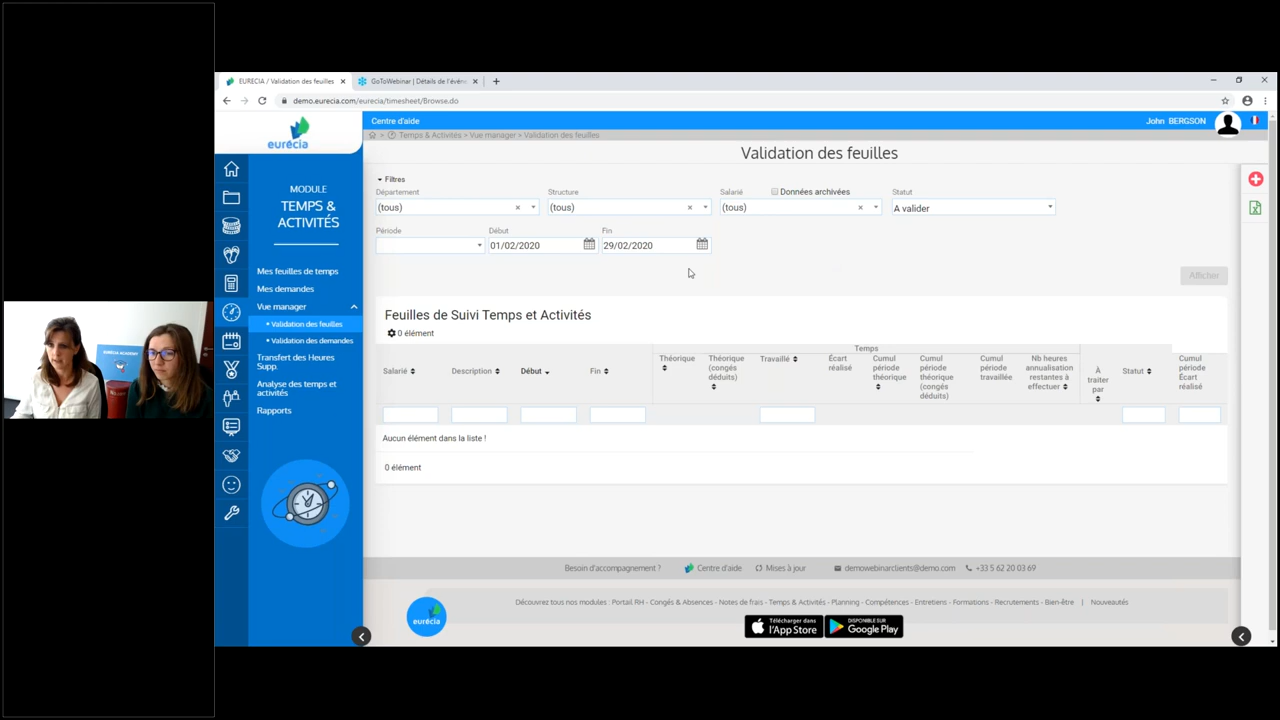 EURECIA / Validation des feuilles
GoToWebinar | Détails de l'événe
demo.eurecia.com/eurecia/timesheet/Browse.do
eurécia
Centre d'aide
John BERGSON
> Temps & Activités > Vue manager > Validation des feuilles
MODULE
TEMPS &
ACTIVITÉS
Mes feuilles de temps
Mes demandes
Vue manager
• Validation des feuilles
• Validation des demandes
Transfert des Heures
Supp.
Analyse des temps et
activités
Rapports
Validation des feuilles
Filtres
Département
Structure
Salarié
Données archivées
Statut
(tous)
(tous)
(tous)
A valider
Période
Début
Fin
01/02/2020
29/02/2020
Afficher
Feuilles de Suivi Temps et Activités
0 élément
Temps
Salarié
Description
Début
Fin
Théorique
Théorique
(congés
déduits)
Travaillé
Écart
réalisé
Cumul
période
théorique
Cumul
période
théorique
(congés
déduits)
Cumul
période
travaillée
Nb heures
annualisation
restantes à
effectuer
À
traiter
par
Statut
Cumul
période
Écart
réalisé
Aucun élément dans la liste !
0 élément
Besoin d'accompagnement ?
Centre d'aide
Mises à jour
demowebinarclients@demo.com
+33 5 62 20 03 69
eurécia
Découvrez tous nos modules : Portail RH - Congés & Absences - Notes de frais - Temps & Activités - Planning - Compétences - Entretiens - Formations - Recrutements - Bien-être | Nouveautés
Télécharger dans
l'App Store
DISPONIBLE SUR
Google Play
EURÉCIA ACADEMY